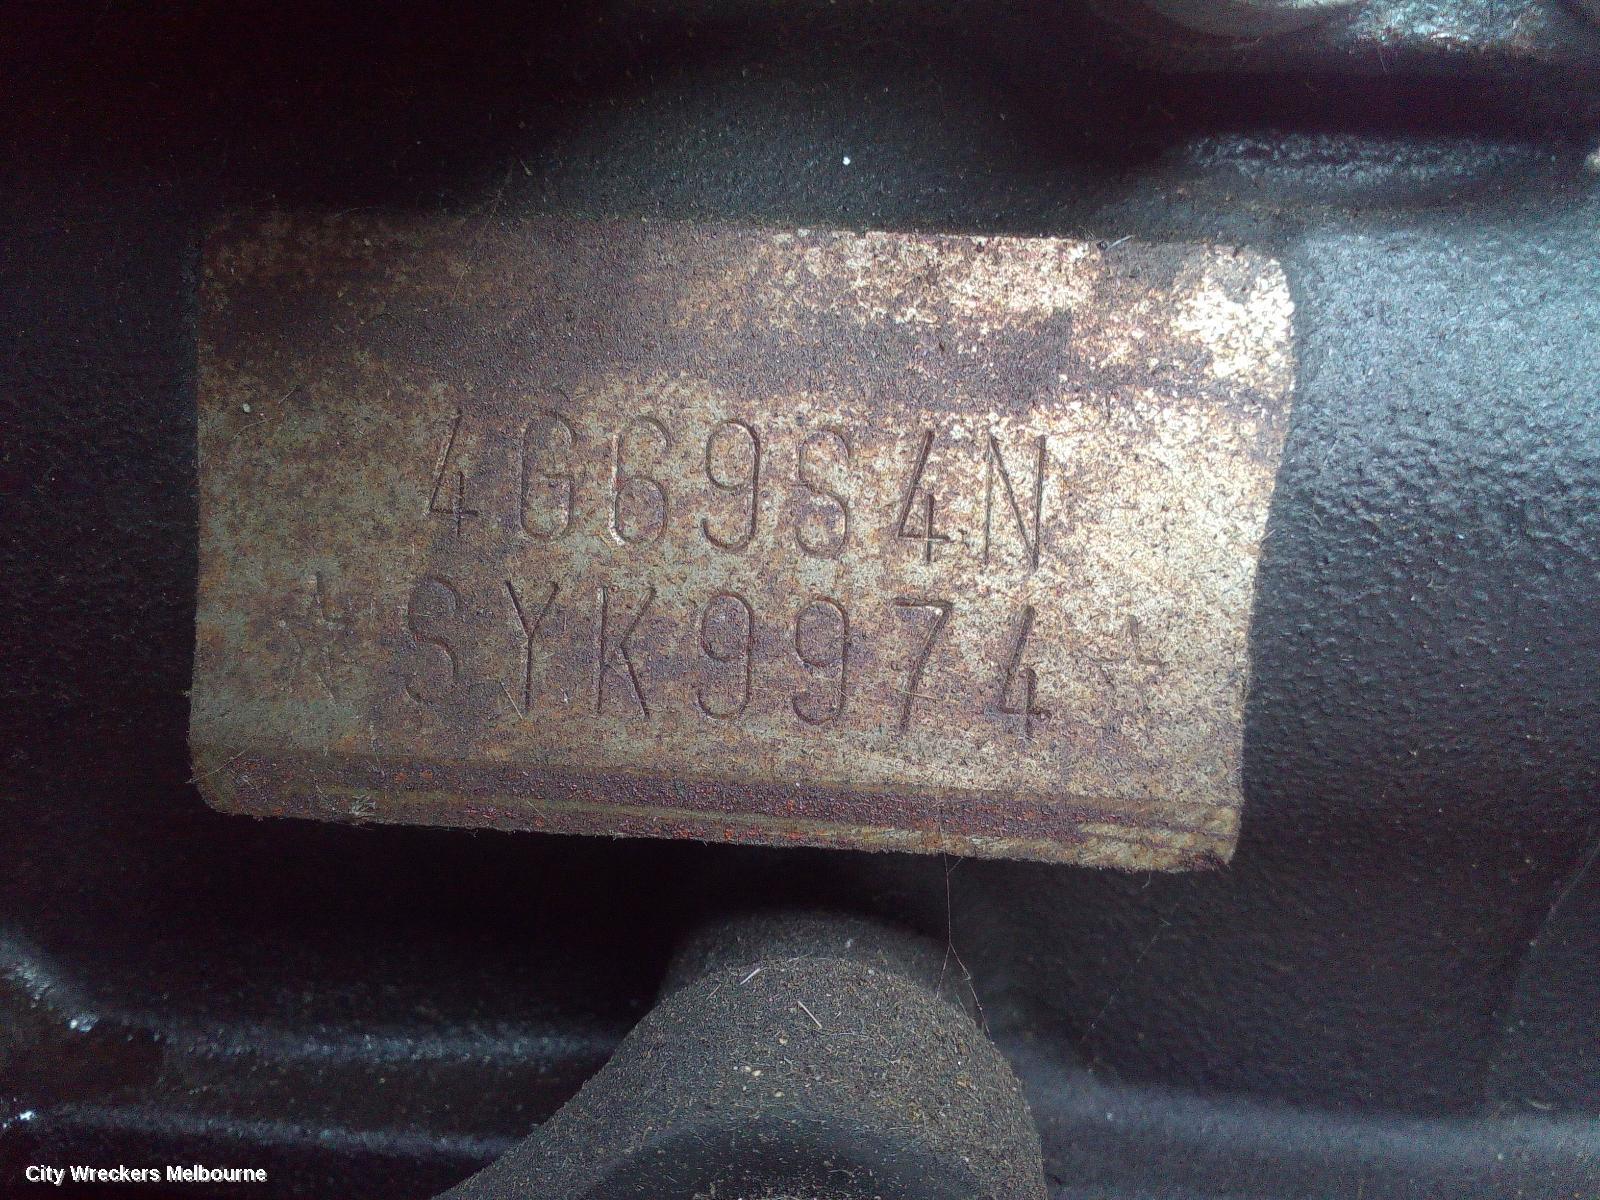 4G69S4N
*SYK9974*
City Wreckers Melbourne